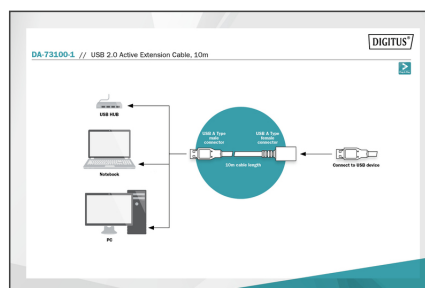 DIGITUS®
DA-73100-1 // USB 2.0 Active Extension Cable, 10m
USB HUB
USB A Type
male
connector
USB A Type
female
connector
10m cable length
Notebook
Connect to USB device
PC